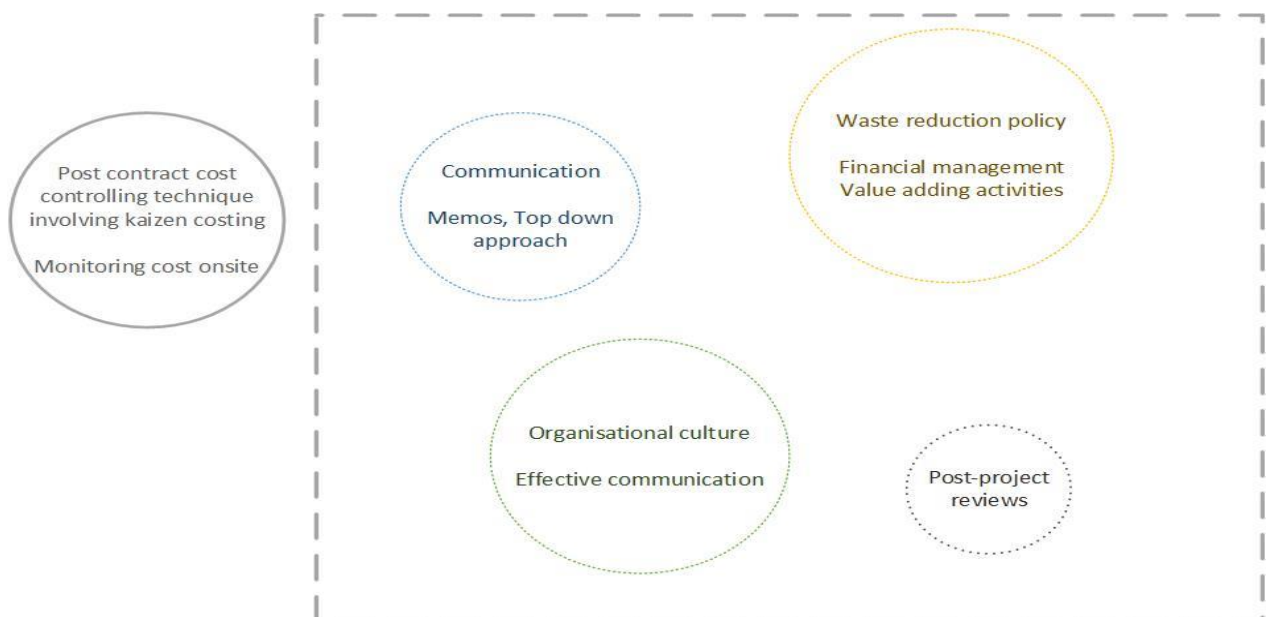 Post contract cost
controlling technique
involving kaizen costing
Monitoring cost onsite
Communication
Memos, Top down
approach
Waste reduction policy
Financial management
Value adding activities
Organisational culture
Effective communication
Post-project
reviews